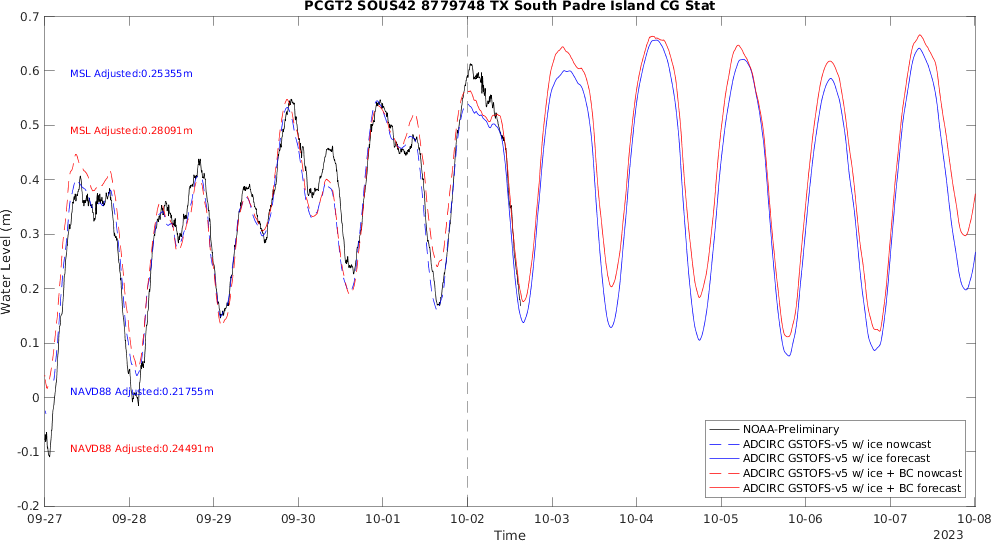 PCGT2 SOUS42 8779748 TX South Padre Island CG Stat
0.7
0.6
0.5
0.4
0.3
0.2
0.1
0
-0.1
-0.2
Water Level (m)
MSL Adjusted:0.25355m
MSL Adjusted:0.28091m
NAVD88 Adjusted:0.21755m
NAVD88 Adjusted:0.24491m
NOAA-Preliminary
ADCIRC GSTOFS-v5 w/ ice nowcast
ADCIRC GSTOFS-v5 w/ ice forecast
ADCIRC GSTOFS-v5 w/ ice + BC nowcast
ADCIRC GSTOFS-v5 w/ ice + BC forecast
09-27 09-28 09-29 09-30 10-01 10-02 10-03 10-04 10-05 10-06 10-07 10-08
Time
2023